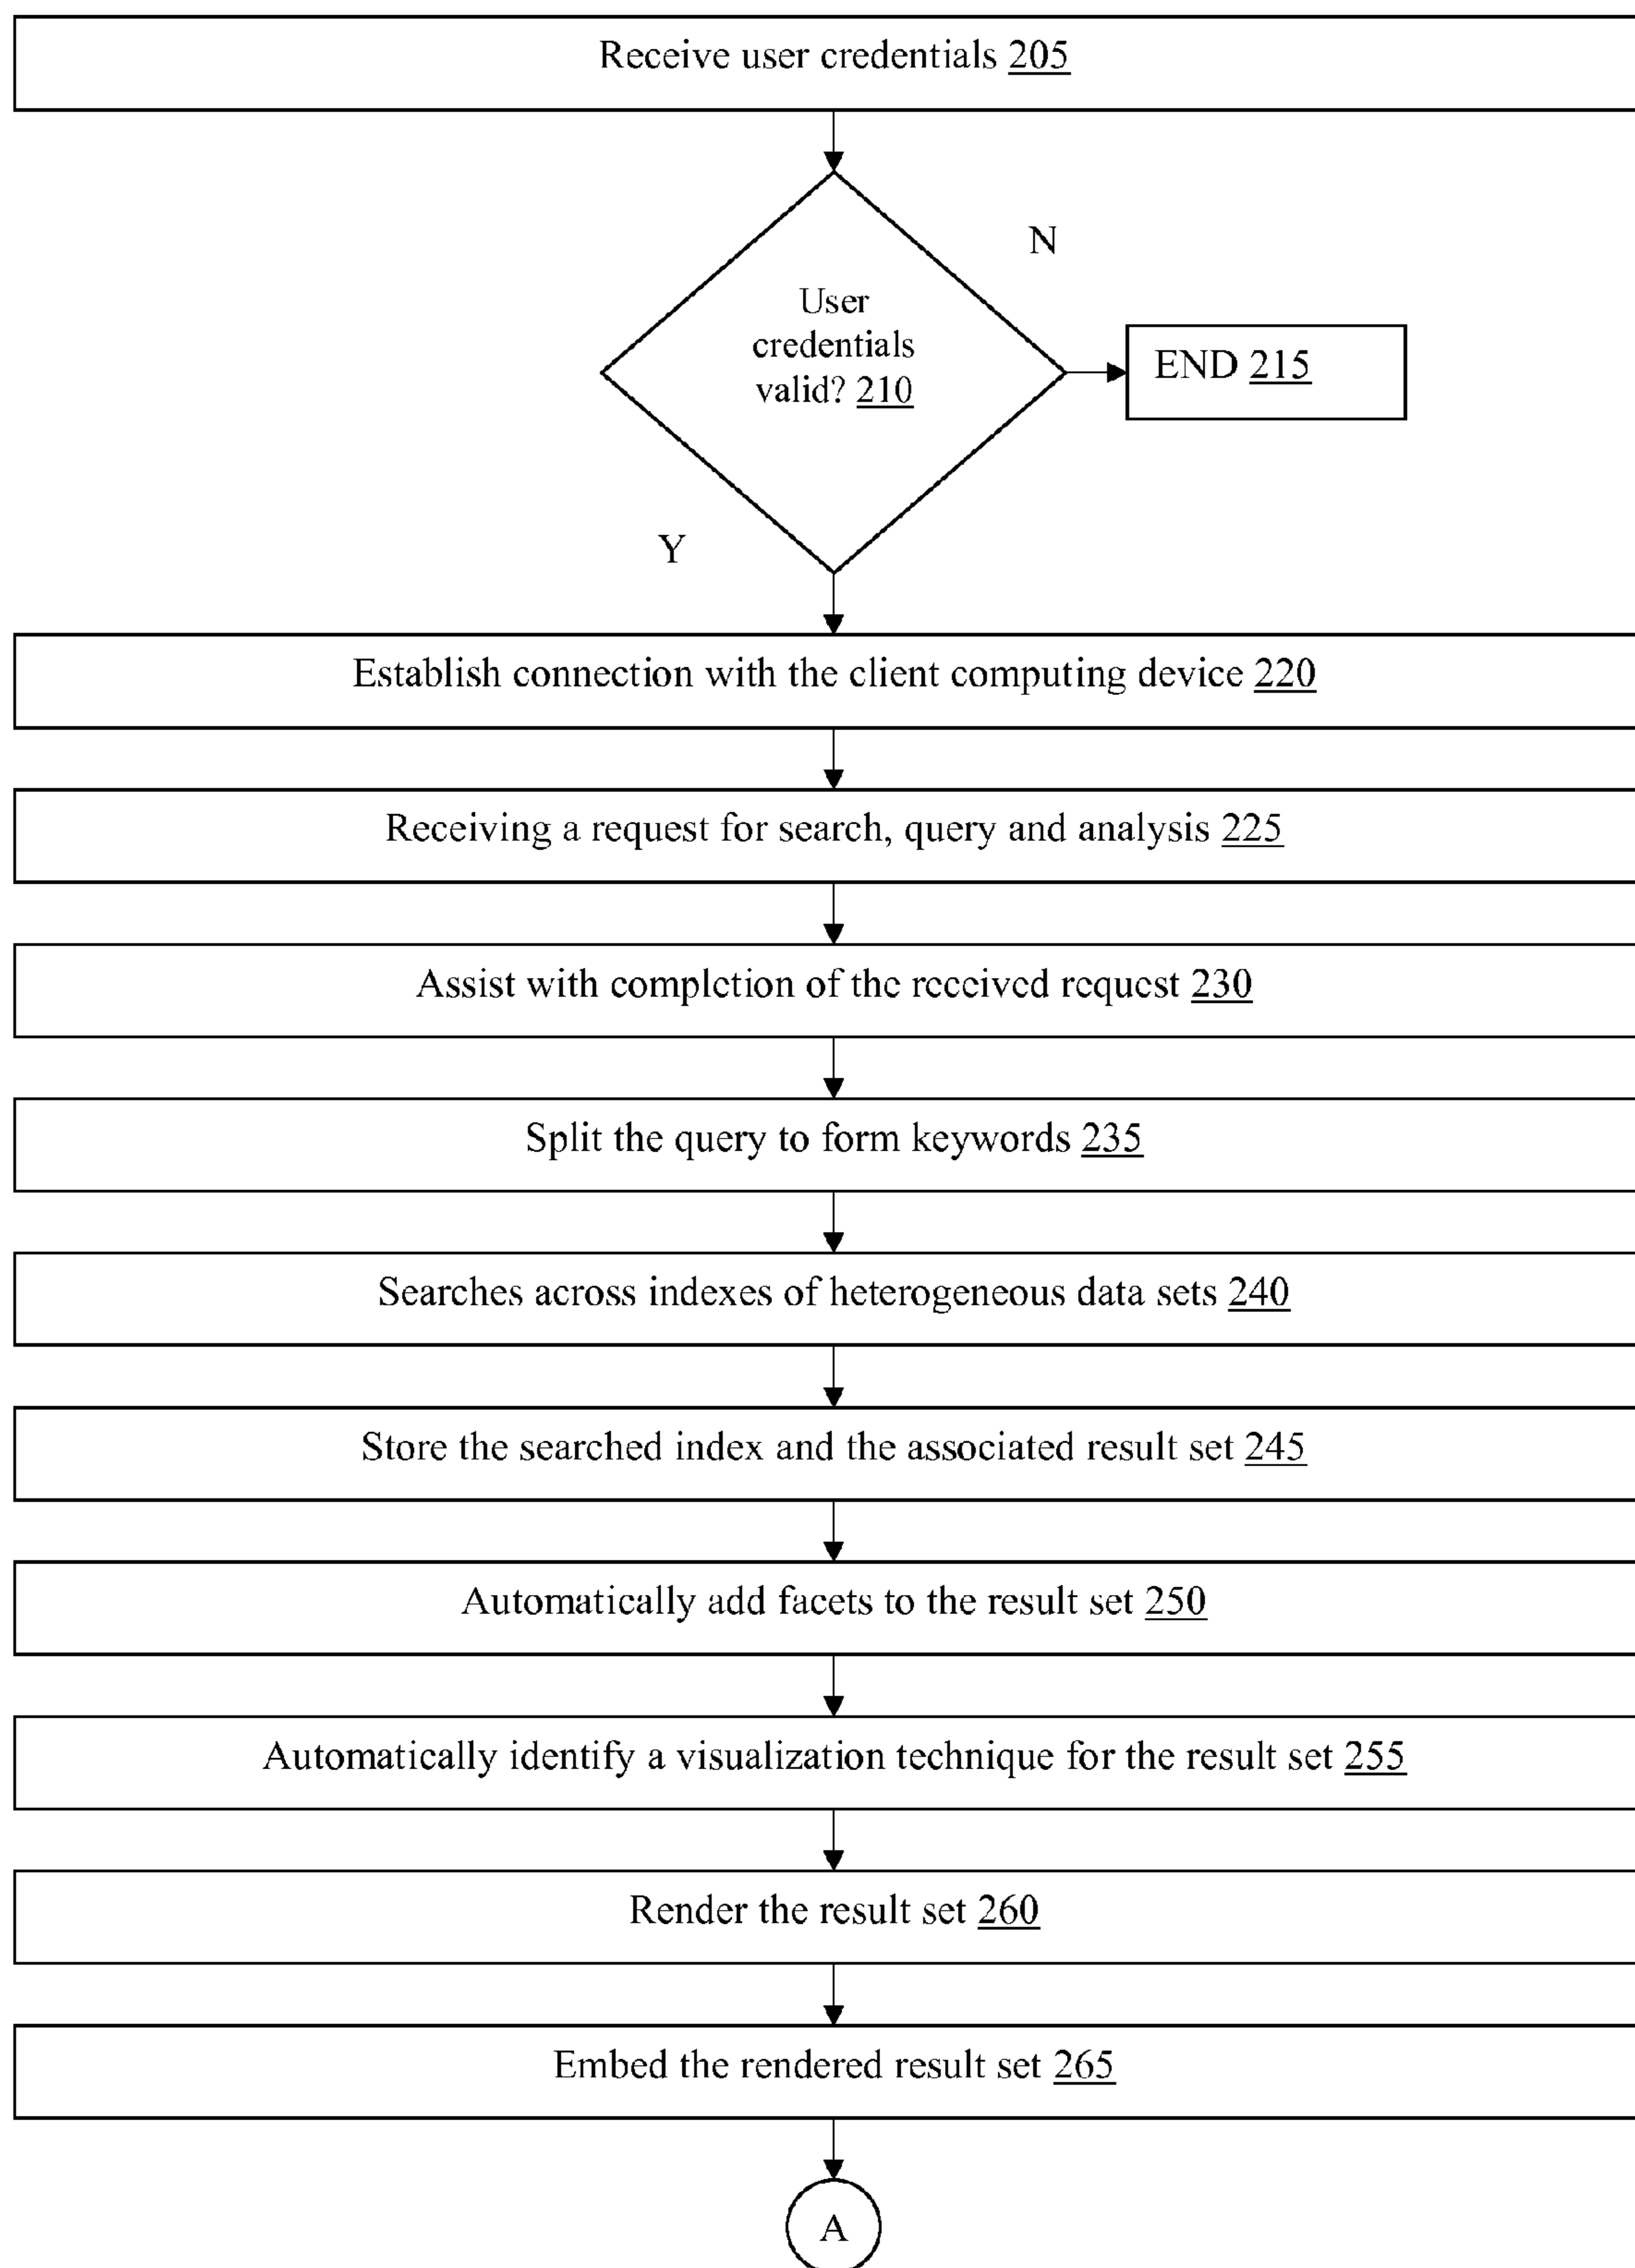 Receive user credentials 205
N
User
credentials
valid? 210
END 215
Y
Establish connection with the client computing device 220
Receiving a request for search, query and analysis 225
Assist with completion of the received request 230
Split the query to form keywords 235
Searches across indexes of heterogeneous data sets 240
Store the searched index and the associated result set 245
Automatically add facets to the result set 250
Automatically identify a visualization technique for the result set 255
Render the result set 260
Embed the rendered result set 265
A